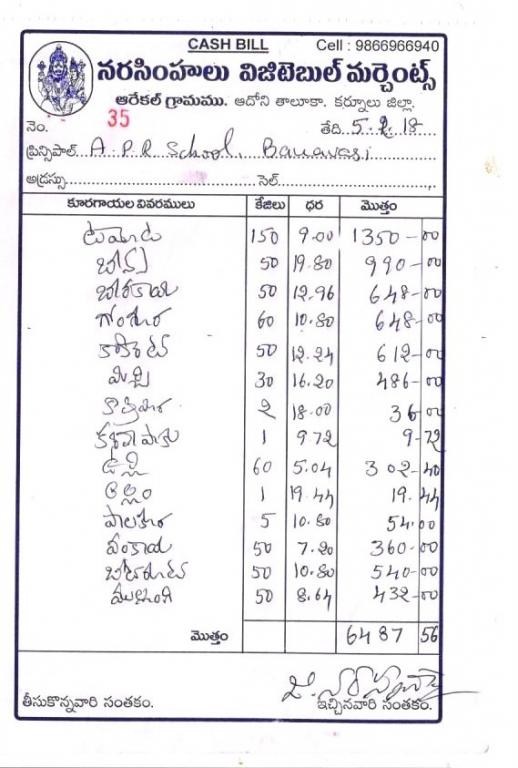 CASH BILL Cell : 9866966940
నరసింహులు విజిటెబుల్ మర్చెంట్స్
ఆరేకల్ గ్రామము. ఆదోని తాలూకా. కర్నూలు జిల్లా.
నెం. 35 తేది. 5.2.18
ప్రిన్సిపాల్ A.P.R School, Banavasi
అడ్రస్సు సెల్.
కూరగాయల వివరములు కేజీలు ధర మొత్తం
టమోట 150 9.00 1350-00
బీన్స్ 50 19.80 990-00
బీరకాయ 50 12.96 648-00
గోంగూర 60 10.80 648-00
క్యారెట్ 50 12.24 612-00
మిర్చి 30 16.20 486-00
కొత్తిమీర 2 18.00 36 00
కరివేపాకు 1 9.72 9-72
ఉల్లి 60 5.04 302-40
అల్లం 1 19.44 19.44
పాలకూర 5 10.80 54.00
వంకాయ 50 7.20 360-00
బీట్‌రూట్ 50 10.80 540-00
ముల్లంగి 50 8.64 432-00
మొత్తం 6487 56
తీసుకొన్నవారి సంతకం. ఇచ్చినవారి సంతకం.